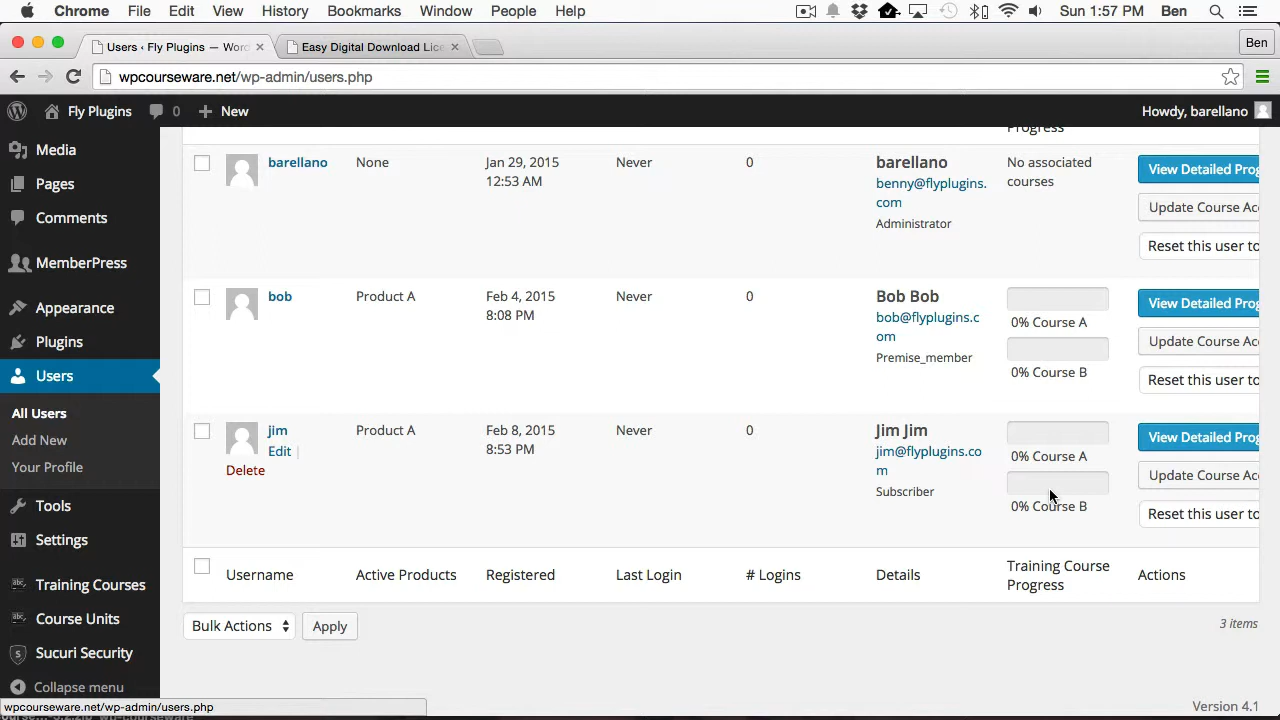 Chrome File Edit View History Bookmarks Window People Help Sun 1:57 PM Ben
Users ‹ Fly Plugins — Wor
Easy Digital Download Lice
Ben
wpcourseware.net/wp-admin/users.php
Fly Plugins 0 New Howdy, barellano
Media
Pages
Comments
MemberPress
Appearance
Plugins
Users
All Users
Add New
Your Profile
Tools
Settings
Training Courses
Course Units
Sucuri Security
Collapse menu
Progress
barellano
None
Jan 29, 2015
12:53 AM
Never
0
barellano
benny@flyplugins.
com
Administrator
No associated
courses
View Detailed Prog
Update Course Acc
Reset this user to
bob
Product A
Feb 4, 2015
8:08 PM
Never
0
Bob Bob
bob@flyplugins.c
om
Premise_member
0% Course A
0% Course B
View Detailed Prog
Update Course Acc
Reset this user to
jim
Edit |
Delete
Product A
Feb 8, 2015
8:53 PM
Never
0
Jim Jim
jim@flyplugins.co
m
Subscriber
0% Course A
0% Course B
View Detailed Prog
Update Course Acc
Reset this user to
Username
Active Products
Registered
Last Login
# Logins
Details
Training Course
Progress
Actions
Bulk Actions
Apply
3 items
wpcourseware.net/wp-admin/users.php
Version 4.1